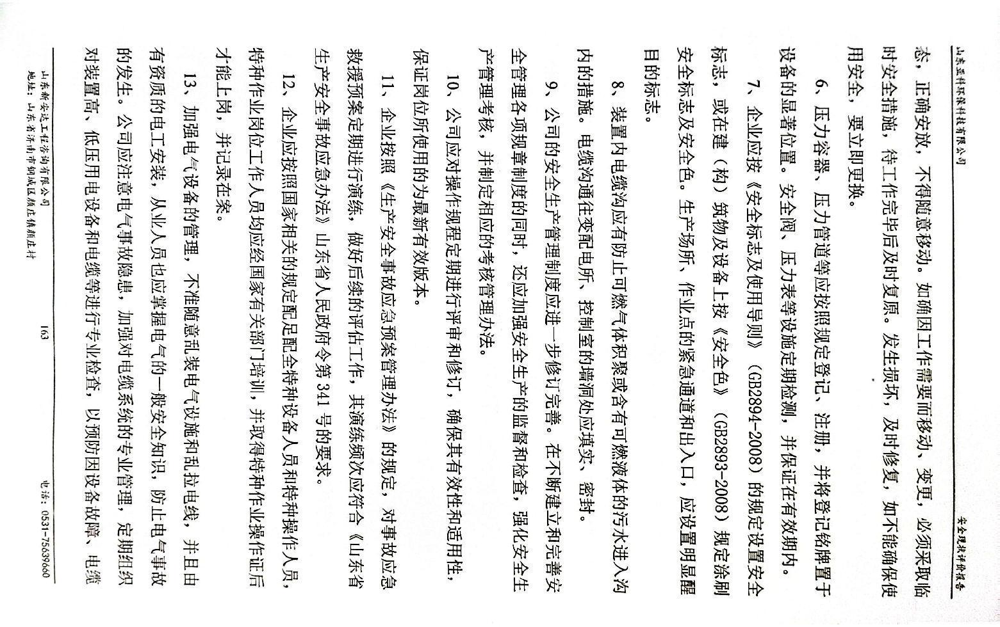 山东亚科环保科技有限公司 安全现状评价报告
态，正确安放，不得随意移动。如确因工作需要而移动、变更，必须采取临
时安全措施，待工作完毕后及时复原。发生损坏，及时修复，如不能确保使
用安全，要立即更换。
6、压力容器、压力管道等应按照规定登记、注册，并将登记铭牌置于
设备的显著位置。安全阀、压力表等设施定期检测，并保证在有效期内。
7、企业应按《安全标志及使用导则》（GB2894-2008）的规定设置安全
标志，或在建（构）筑物及设备上按《安全色》（GB2893-2008）规定涂刷
安全标志及安全色。生产场所、作业点的紧急通道和出入口，应设置明显醒
目的标志。
8、装置内电缆沟应有防止可燃气体积聚或含有可燃液体的污水进入沟
内的措施。电缆沟通往变配电所、控制室的墙洞处应填实、密封。
9、公司的安全生产管理制度应进一步修订完善。在不断建立和完善安
全管理各项规章制度的同时，还应加强安全生产的监督和检查，强化安全生
产管理考核，并制定相应的考核管理办法。
10、公司应对操作规程定期进行评审和修订，确保其有效性和适用性，
保证岗位所使用的为最新有效版本。
11、企业按照《生产安全事故应急预案管理办法》的规定，对事故应急
救援预案定期进行演练，做好后续的评估工作，其演练频次应符合《山东省
生产安全事故应急办法》山东省人民政府令第 341 号的要求。
12、企业应按照国家相关的规定配足配全特种设备人员和特种操作人员，
特种作业岗位工作人员均应经国家有关部门培训，并取得特种作业操作证后
才能上岗，并记录在案。
13、加强电气设备的管理，不准随意乱装电气设施和乱拉电线，并且由
有资质的电工安装，从业人员也应掌握电气的一般安全知识，防止电气事故
的发生。公司应注意电气事故隐患，加强对电缆系统的专业管理，定期组织
对装置高、低压用电设备和电缆等进行专业检查，以预防因设备故障、电缆
山东新安达工程咨询有限公司 163 电话：0531-75639660
地址：山东省济南市钢城区颜庄镇颜庄村